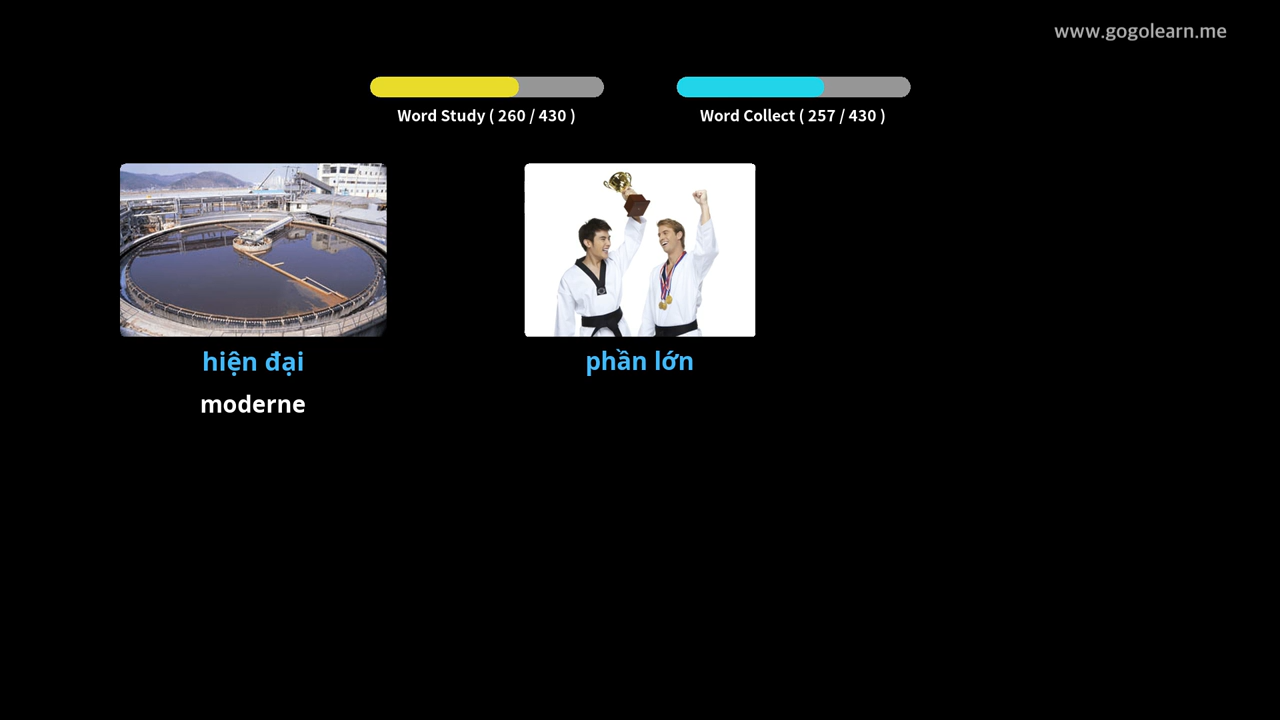 www.gogolearn.me
Word Study ( 260 / 430 )
Word Collect ( 257 / 430 )
hiện đại
phần lớn
moderne